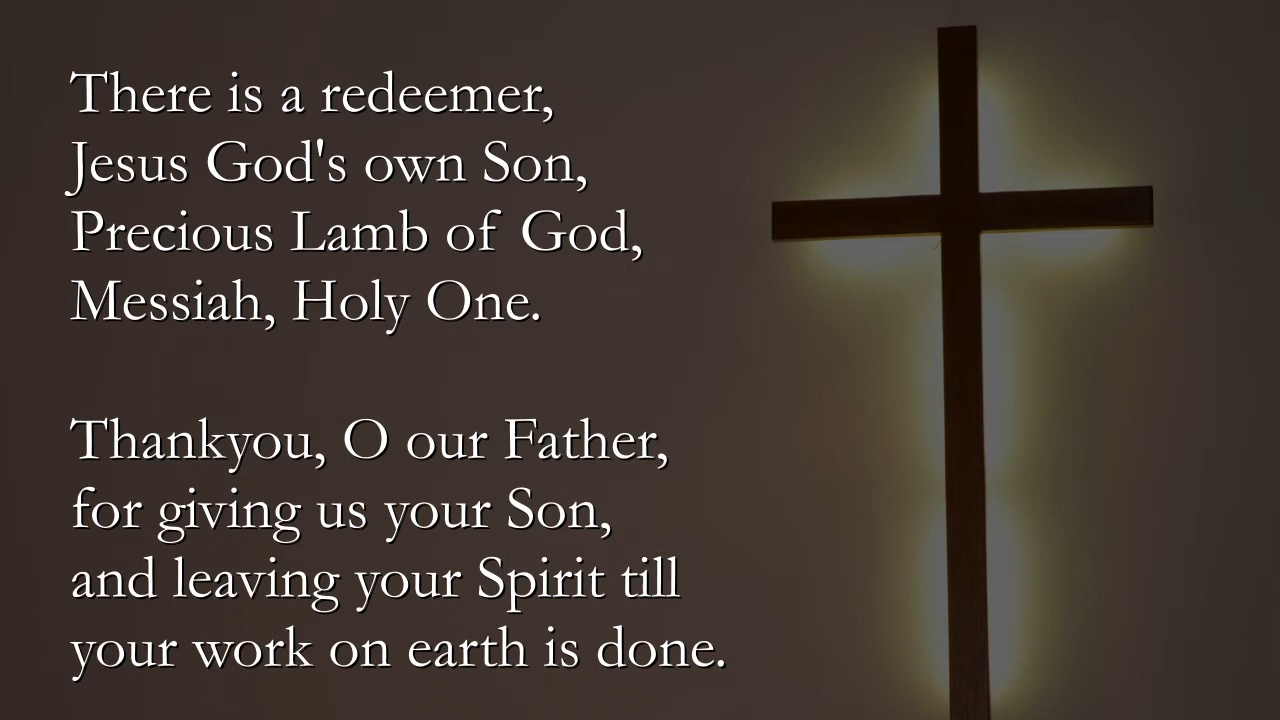 There is a redeemer,
Jesus God's own Son,
Precious Lamb of God,
Messiah, Holy One.
Thankyou, O our Father,
for giving us your Son,
and leaving your Spirit till
your work on earth is done.